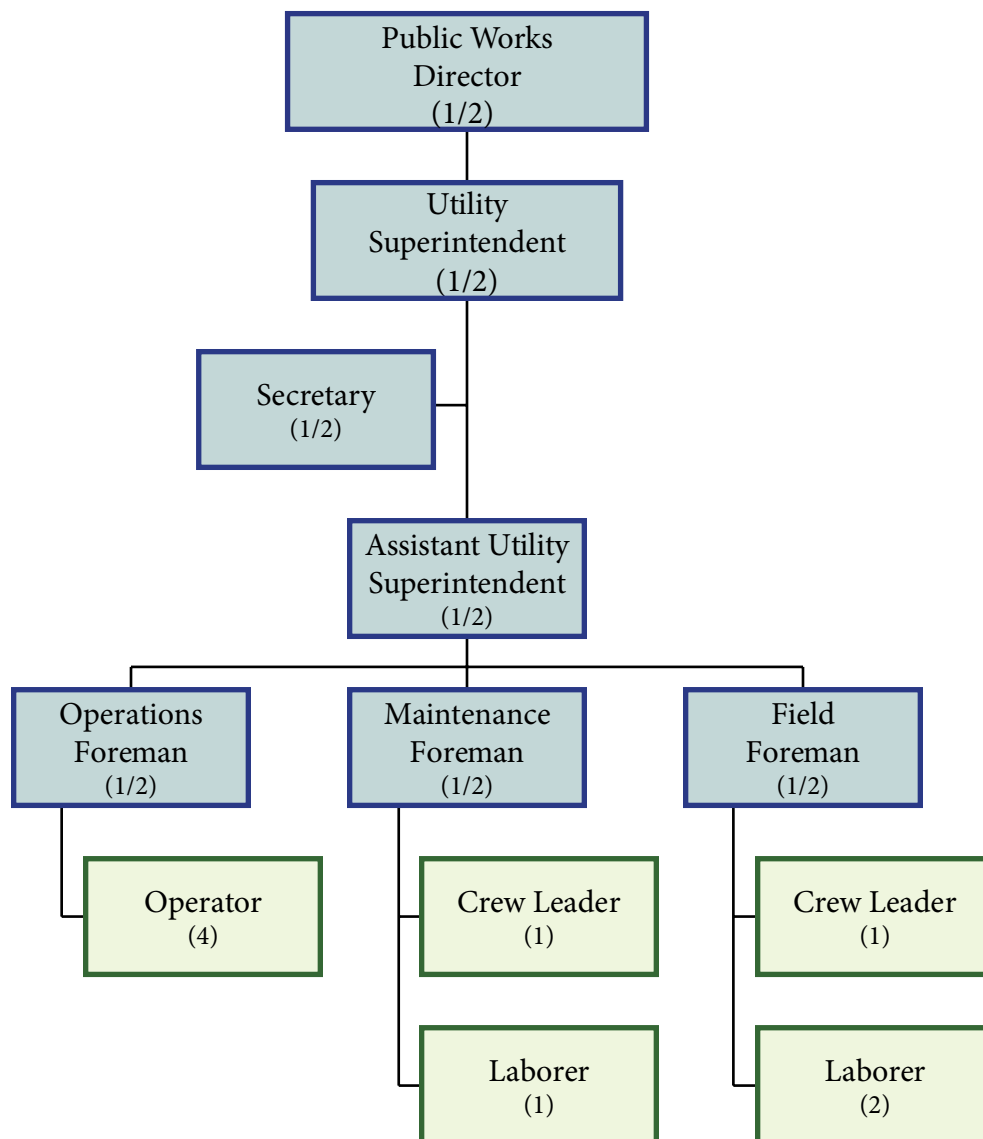 Public Works
Director
(1/2)
Utility
Superintendent
(1/2)
Secretary
(1/2)
Assistant Utility
Superintendent
(1/2)
Operations
Foreman
(1/2)
Maintenance
Foreman
(1/2)
Field
Foreman
(1/2)
Operator
(4)
Crew Leader
(1)
Crew Leader
(1)
Laborer
(1)
Laborer
(2)